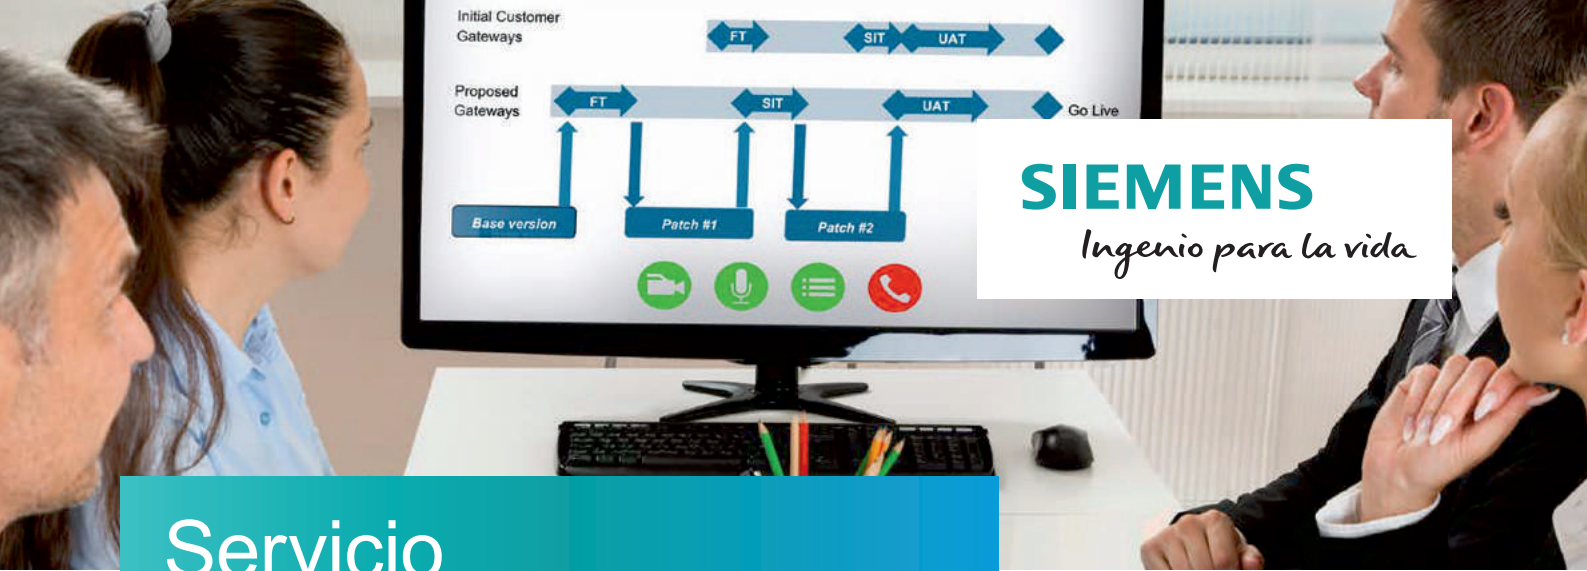 Initial Customer
Gateways
FT
SIT
UAT
Proposed
Gateways
FT
SIT
UAT
Go Live
Base version
Patch #1
Patch #2
SIEMENS
Ingenio para la vida
Servicio